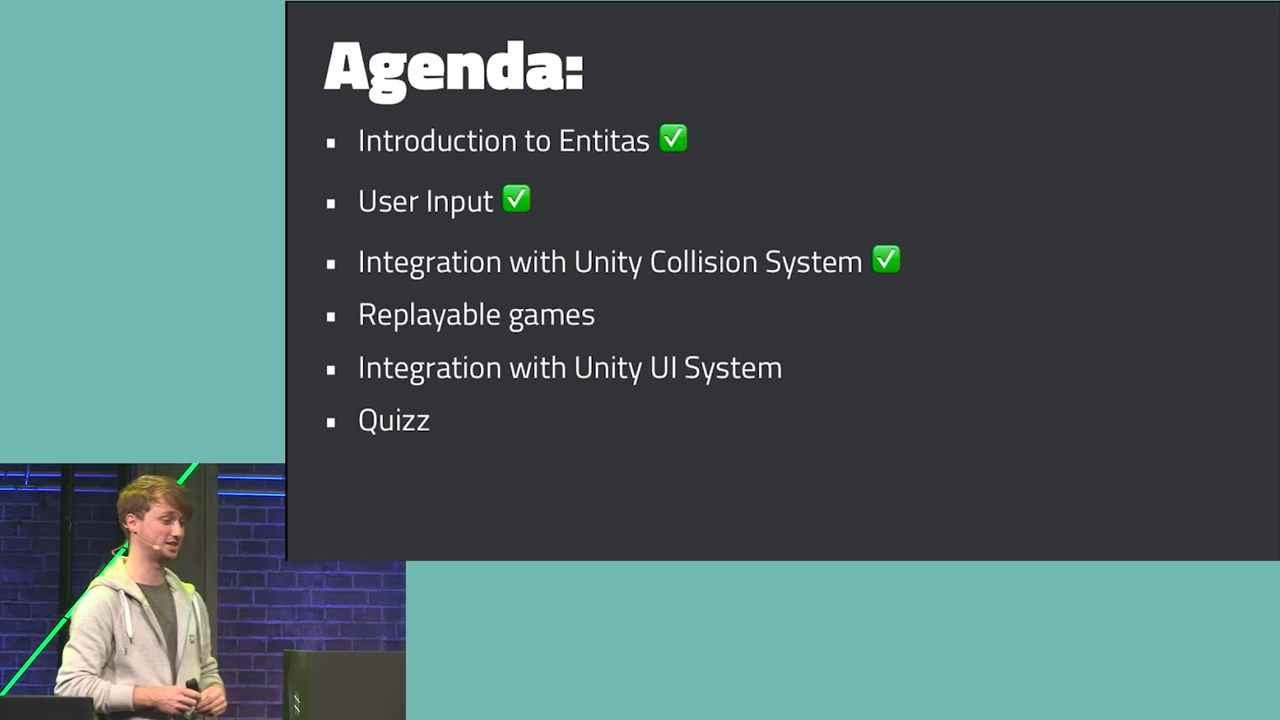 Agenda:
▪ Introduction to Entitas ✅
▪ User Input ✅
▪ Integration with Unity Collision System ✅
▪ Replayable games
▪ Integration with Unity UI System
▪ Quizz